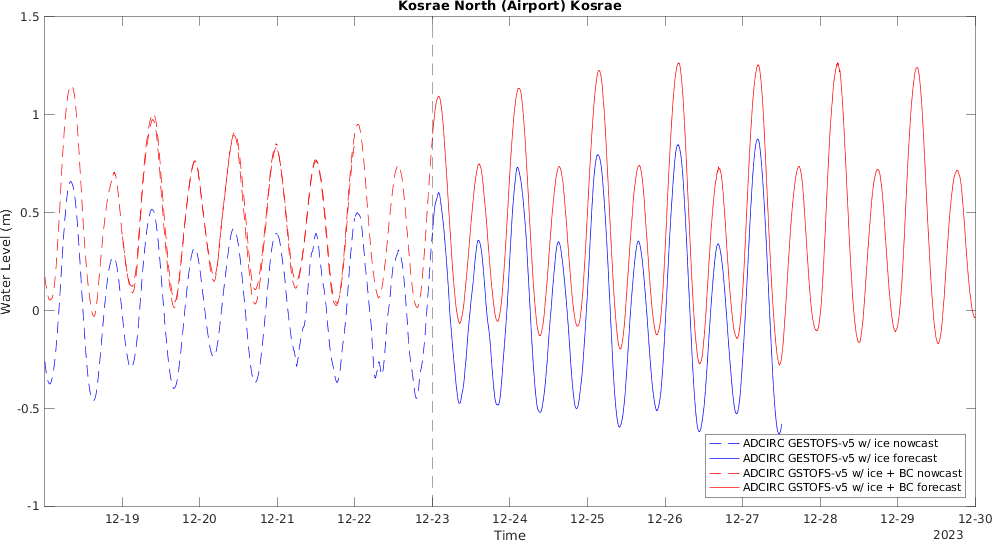 Kosrae North (Airport) Kosrae
1.5
1
0.5
0
-0.5
-1
Water Level (m)
12-19 12-20 12-21 12-22 12-23 12-24 12-25 12-26 12-27 12-28 12-29 12-30
Time
2023
ADCIRC GESTOFS-v5 w/ ice nowcast
ADCIRC GESTOFS-v5 w/ ice forecast
ADCIRC GSTOFS-v5 w/ ice + BC nowcast
ADCIRC GSTOFS-v5 w/ ice + BC forecast